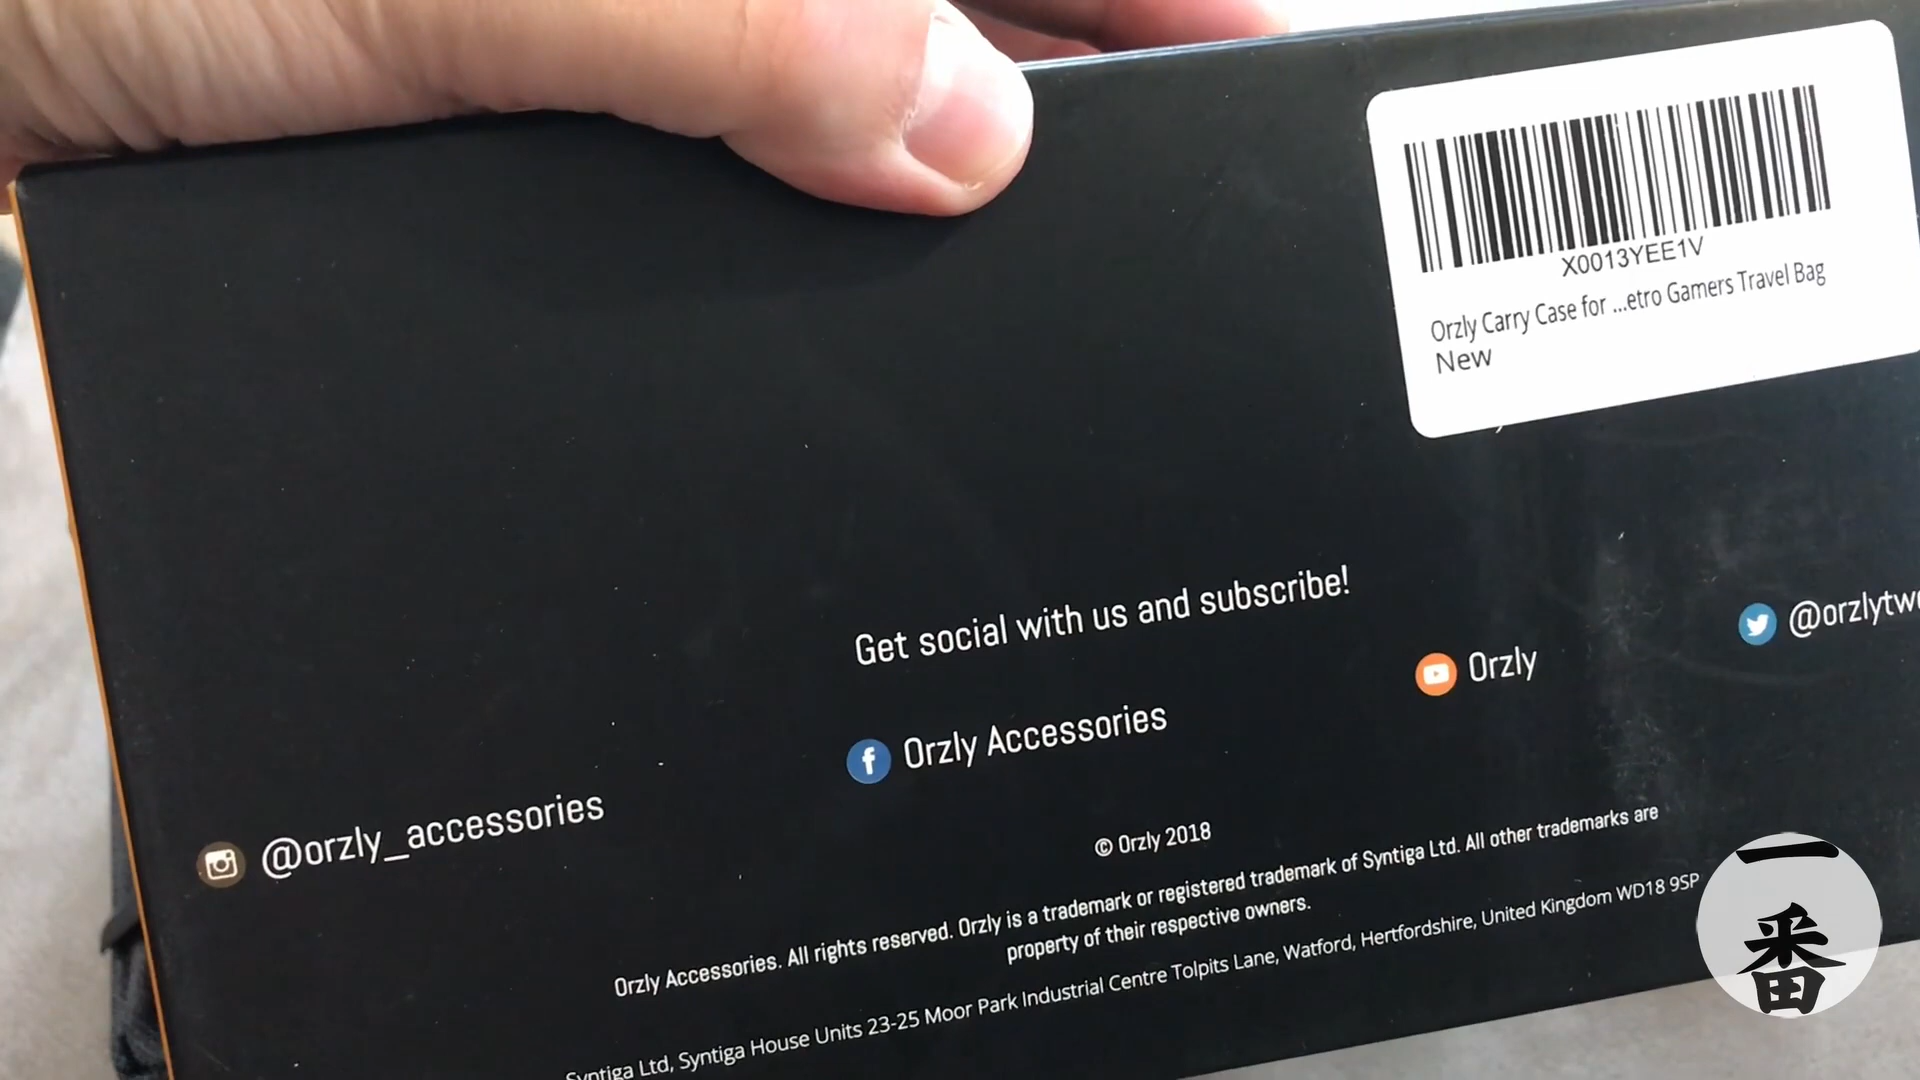 X0013YEE1V
Orzly Carry Case for ...etro Gamers Travel Bag
New
Get social with us and subscribe!
@orzly_accessories
Orzly Accessories
Orzly
© Orzly 2018
Orzly Accessories. All rights reserved. Orzly is a trademark or registered trademark of Syntiga Ltd. All other trademarks are
property of their respective owners.
Syntiga Ltd, Syntiga House Units 23-25 Moor Park Industrial Centre Tolpits Lane, Watford, Hertfordshire, United Kingdom WD18 9SP
一
番